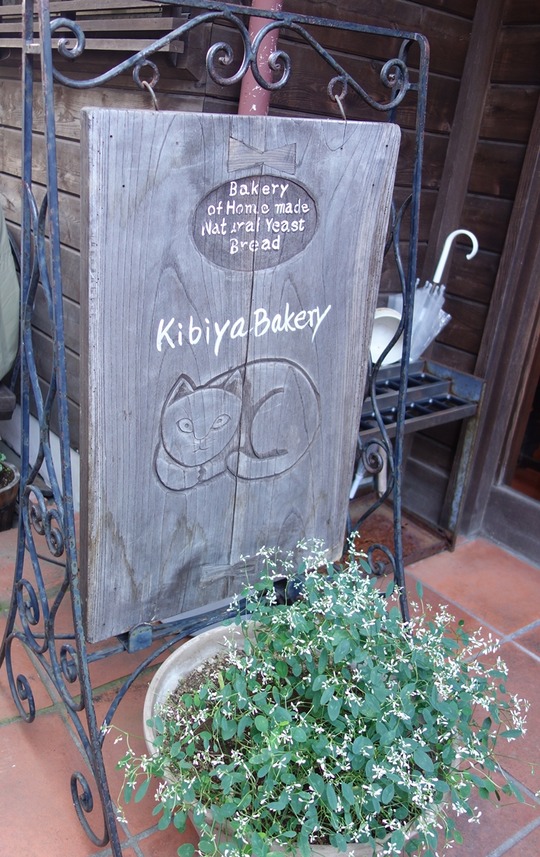 Bakery
of Home made
Natural Yeast
Bread
Kibiya Bakery